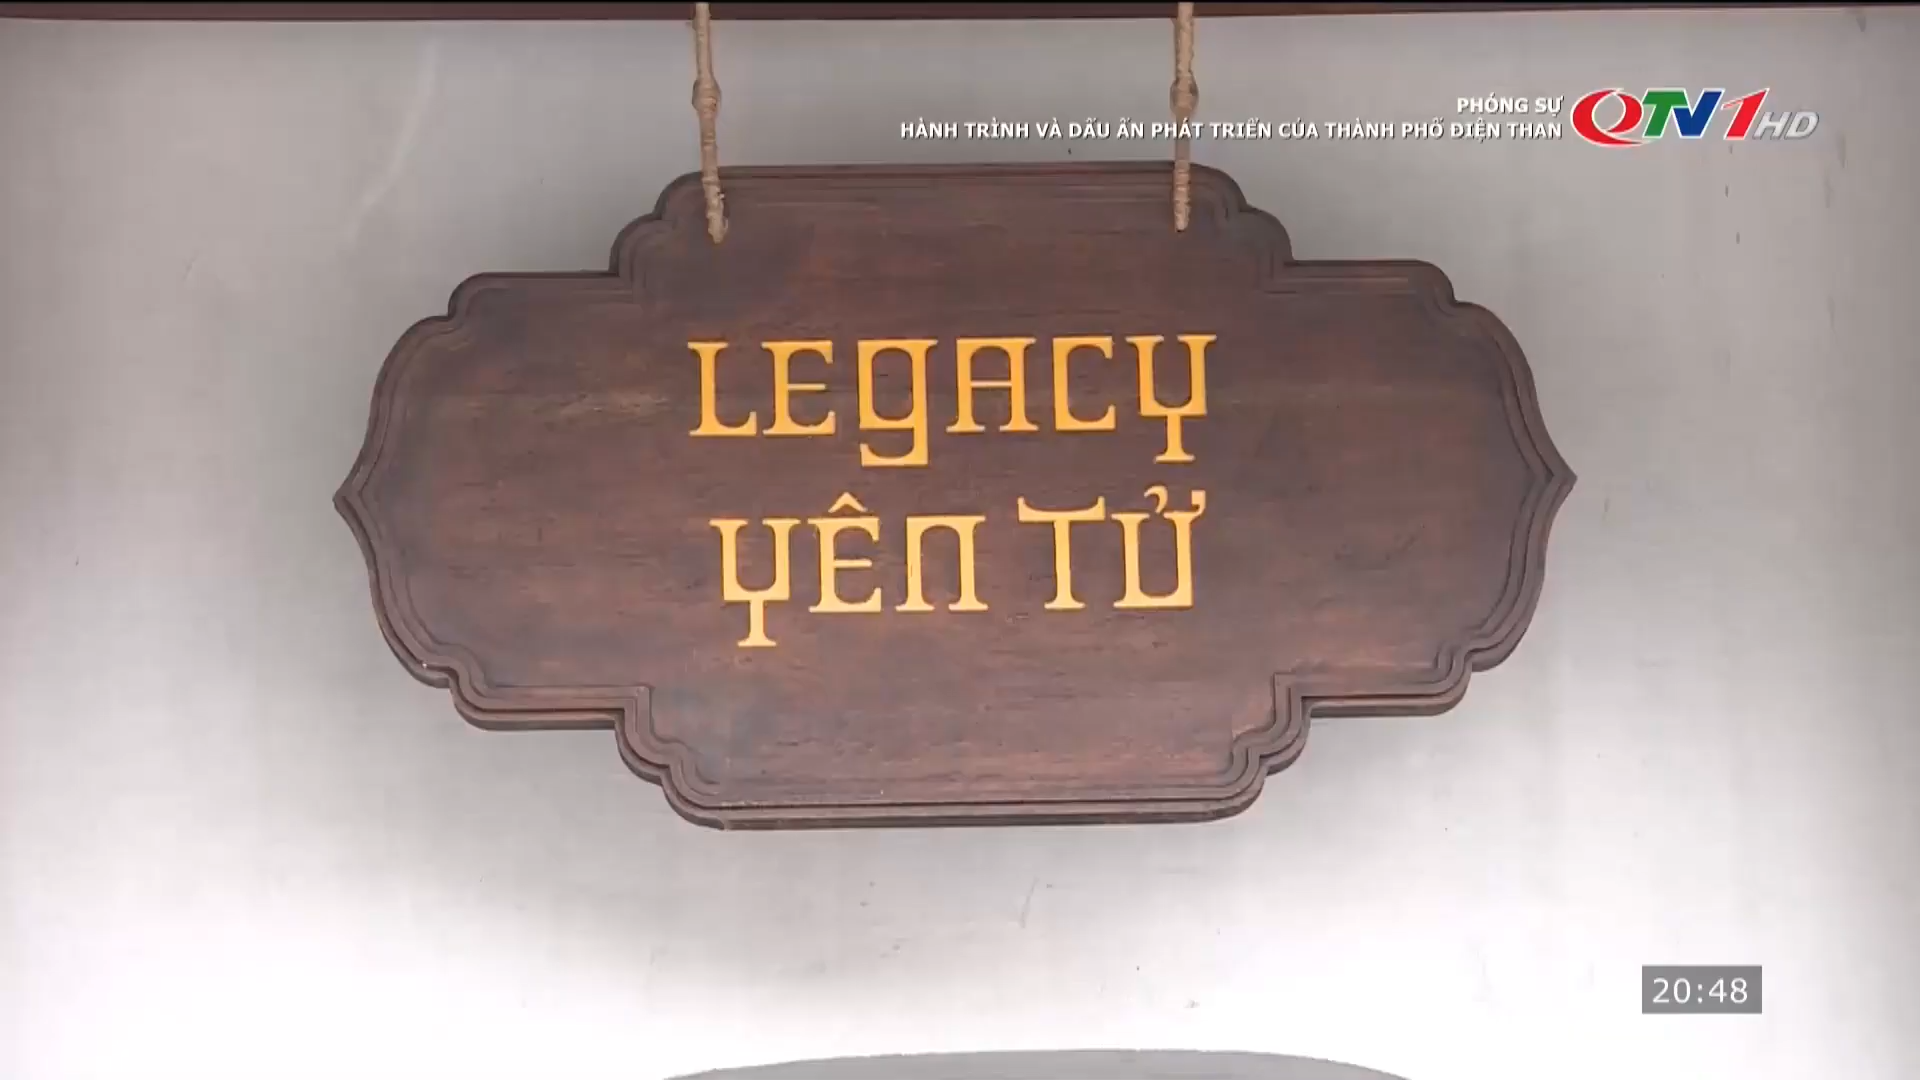 PHÓNG SỰ
HÀNH TRÌNH VÀ DẤU ẤN PHÁT TRIỂN CỦA THÀNH PHỐ ĐIỆN THAN
QTV1HD
LEGACY
YÊN TỬ
20:48